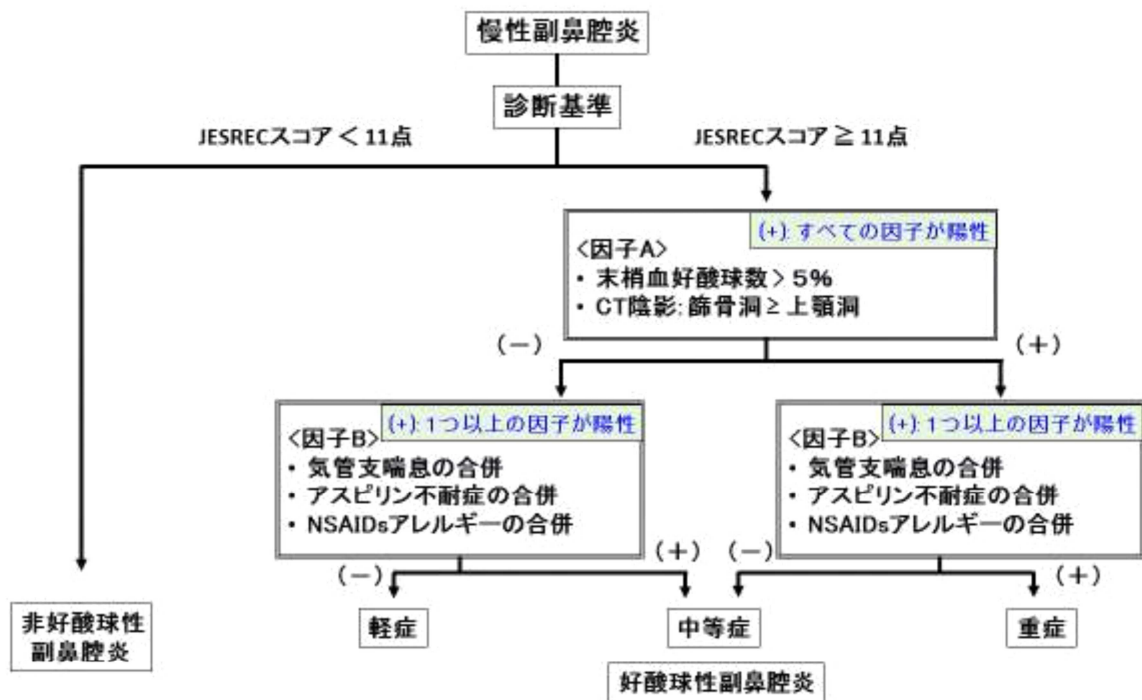 慢性副鼻腔炎
診断基準
JESRECスコア < 11点
JESRECスコア ≧ 11点
(+): すべての因子が陽性
<因子A>
・ 末梢血好酸球数 > 5%
・ CT陰影: 篩骨洞 ≥ 上顎洞
(－)
(＋)
(+): 1つ以上の因子が陽性
<因子B>
・ 気管支喘息の合併
・ アスピリン不耐症の合併
・ NSAIDsアレルギーの合併
(+): 1つ以上の因子が陽性
<因子B>
・ 気管支喘息の合併
・ アスピリン不耐症の合併
・ NSAIDsアレルギーの合併
(－)
(＋)
(－)
(＋)
非好酸球性
副鼻腔炎
軽症
中等症
重症
好酸球性副鼻腔炎